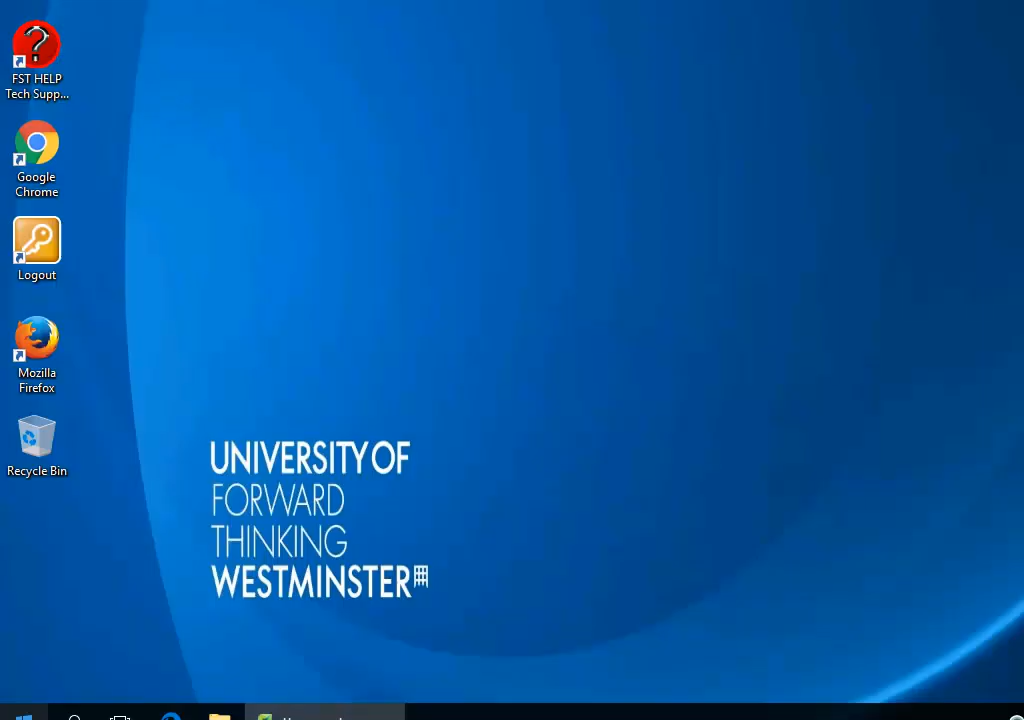 FST HELP
Tech Supp...
Google
Chrome
Logout
Mozilla
Firefox
Recycle Bin
UNIVERSITY OF
FORWARD
THINKING
WESTMINSTER